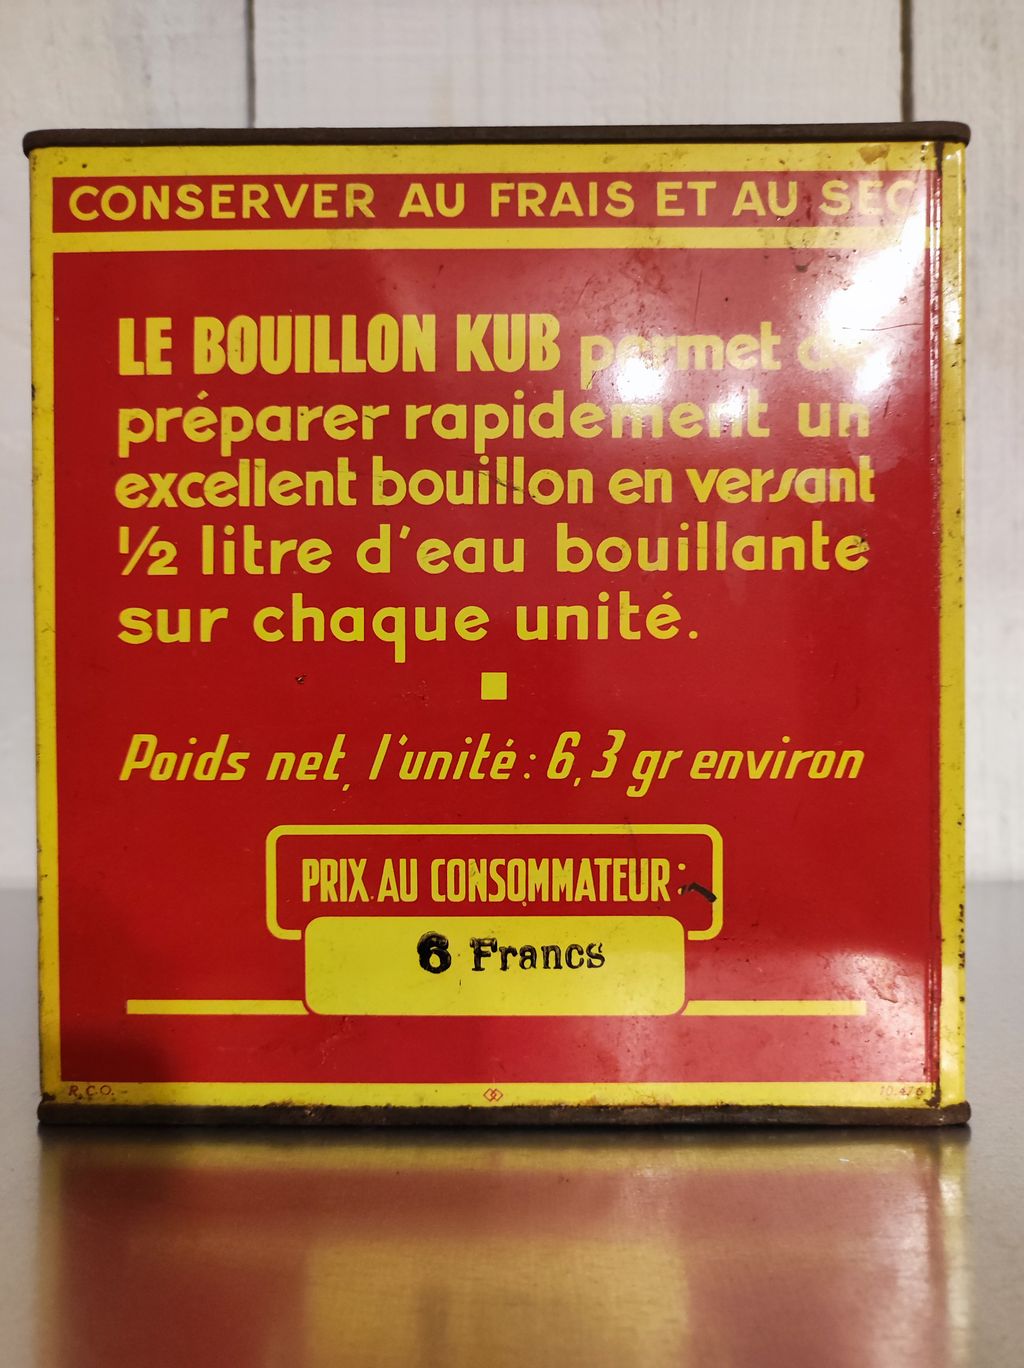 CONSERVER AU FRAIS ET AU SEC
LE BOUILLON KUB permet de
préparer rapidement un
excellent bouillon en versant
1/2 litre d'eau bouillante
sur chaque unité.
Poids net, l'unité : 6,3 gr environ
PRIX AU CONSOMMATEUR :
6 Francs
R.C.O.